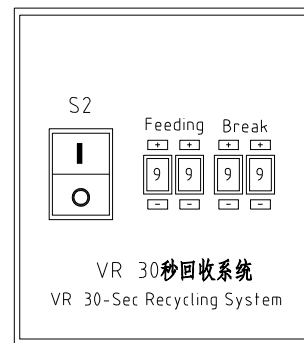 S2
Feeding Break
+ + + +
9 9 9 9
- - - -
I
O
VR 30秒回收系统
VR 30-Sec Recycling System